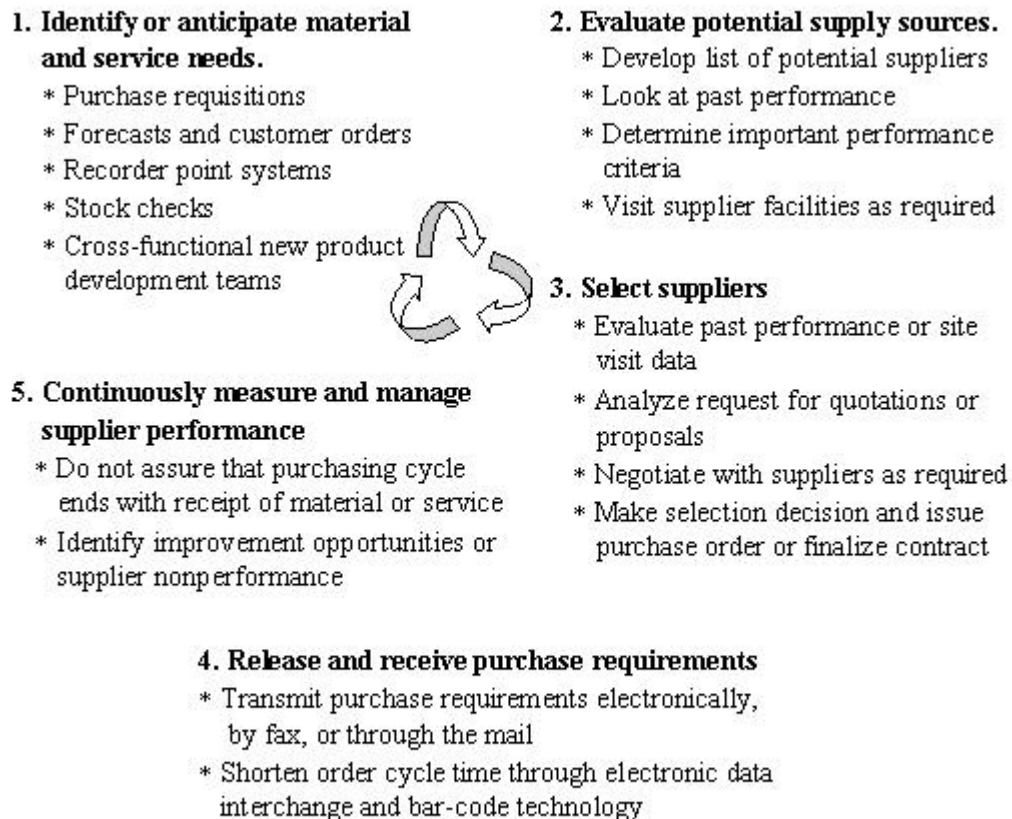 1. Identify or anticipate material
and service needs.
* Purchase requisitions
* Forecasts and customer orders
* Recorder point systems
* Stock checks
* Cross-functional new product
development teams
2. Evaluate potential supply sources.
* Develop list of potential suppliers
* Look at past performance
* Determine important performance
criteria
* Visit supplier facilities as required
3. Select suppliers
* Evaluate past performance or site
visit data
* Analyze request for quotations or
proposals
* Negotiate with suppliers as required
* Make selection decision and issue
purchase order or finalize contract
4. Release and receive purchase requirements
* Transmit purchase requirements electronically,
by fax, or through the mail
* Shorten order cycle time through electronic data
interchange and bar-code technology
5. Continuously measure and manage
supplier performance
* Do not assure that purchasing cycle
ends with receipt of material or service
* Identify improvement opportunities or
supplier nonperformance